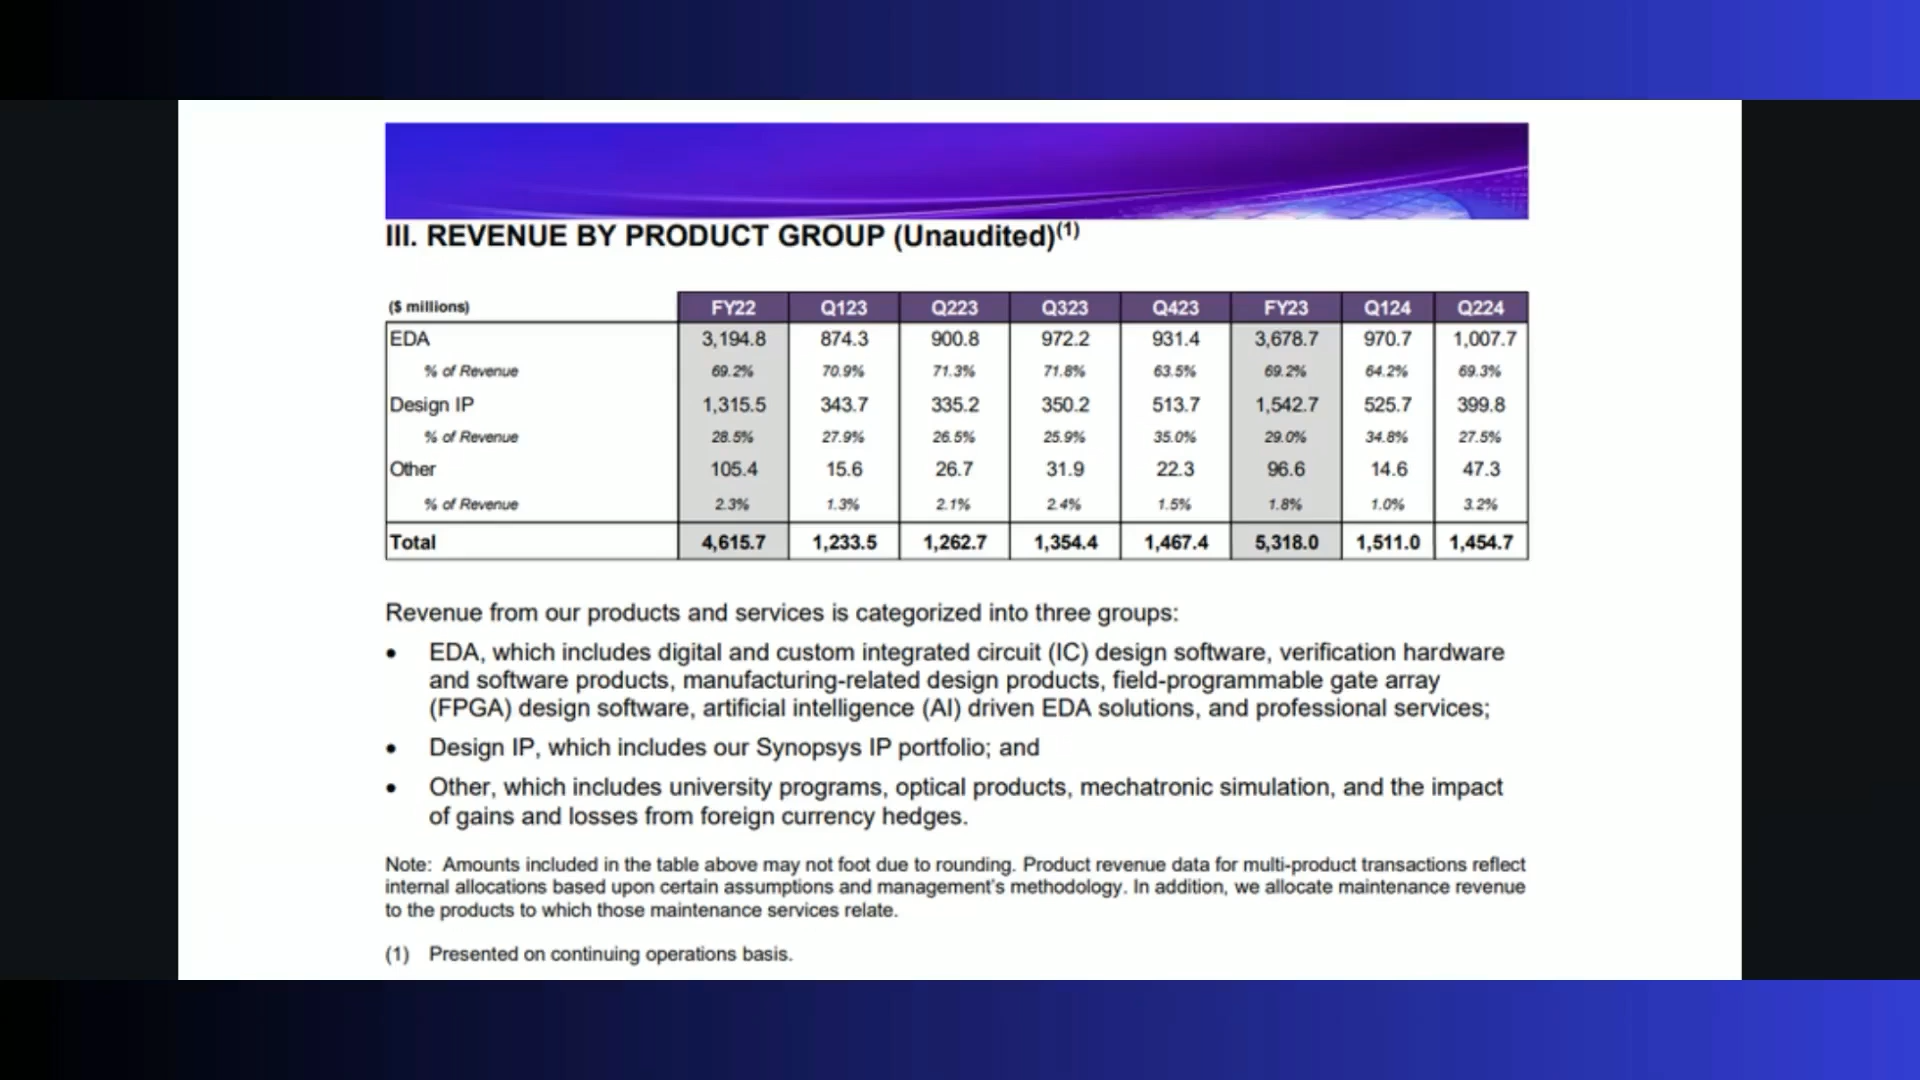 III. REVENUE BY PRODUCT GROUP (Unaudited)(1)
($ millions) FY22 Q123 Q223 Q323 Q423 FY23 Q124 Q224
EDA 3,194.8 874.3 900.8 972.2 931.4 3,678.7 970.7 1,007.7
% of Revenue 69.2% 70.9% 71.3% 71.8% 63.5% 69.2% 64.2% 69.3%
Design IP 1,315.5 343.7 335.2 350.2 513.7 1,542.7 525.7 399.8
% of Revenue 28.5% 27.9% 26.5% 25.9% 35.0% 29.0% 34.8% 27.5%
Other 105.4 15.6 26.7 31.9 22.3 96.6 14.6 47.3
% of Revenue 2.3% 1.3% 2.1% 2.4% 1.5% 1.8% 1.0% 3.2%
Total 4,615.7 1,233.5 1,262.7 1,354.4 1,467.4 5,318.0 1,511.0 1,454.7
Revenue from our products and services is categorized into three groups:
• EDA, which includes digital and custom integrated circuit (IC) design software, verification hardware
and software products, manufacturing-related design products, field-programmable gate array
(FPGA) design software, artificial intelligence (AI) driven EDA solutions, and professional services;
• Design IP, which includes our Synopsys IP portfolio; and
• Other, which includes university programs, optical products, mechatronic simulation, and the impact
of gains and losses from foreign currency hedges.
Note: Amounts included in the table above may not foot due to rounding. Product revenue data for multi-product transactions reflect
internal allocations based upon certain assumptions and management's methodology. In addition, we allocate maintenance revenue
to the products to which those maintenance services relate.
(1) Presented on continuing operations basis.